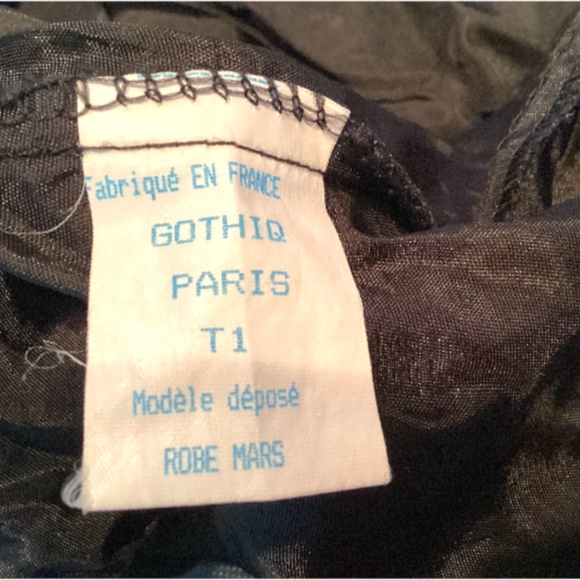 Fabriqué EN FRANCE
GOTHIQ
PARIS
T1
Modèle déposé
ROBE MARS